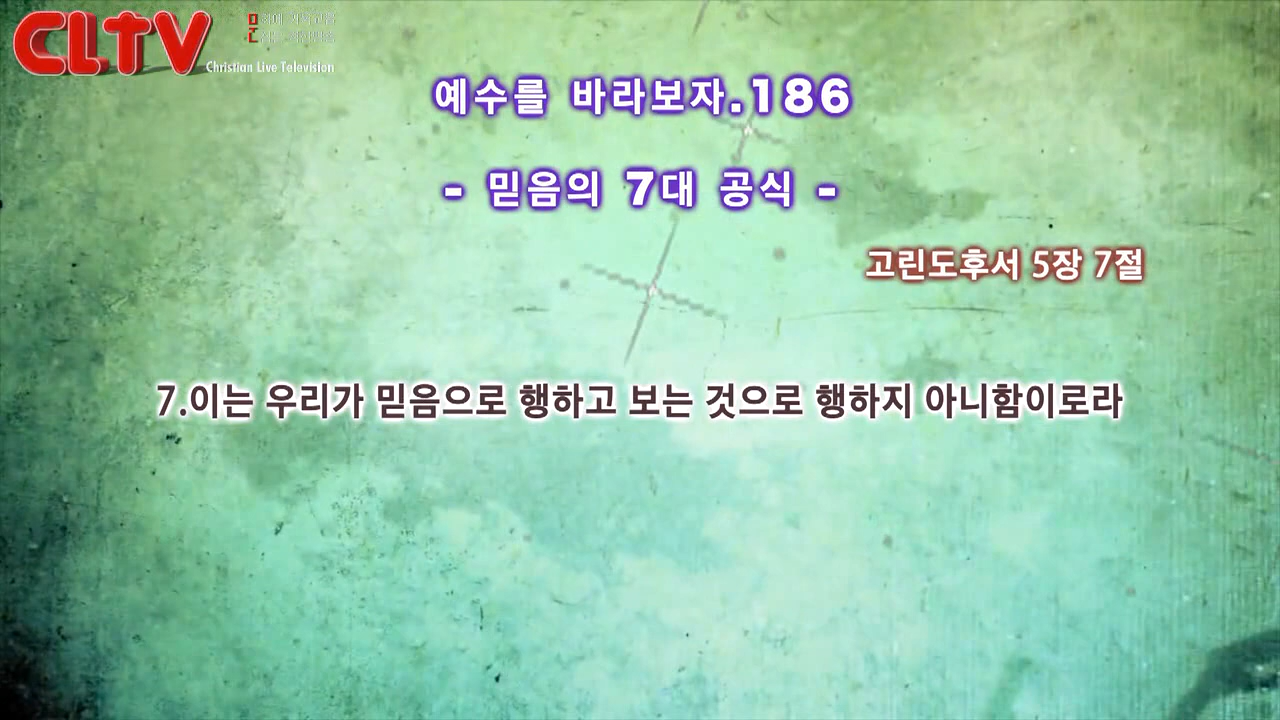 CLTV
Christian Live Television
예수를 바라보자.186
- 믿음의 7대 공식 -
고린도후서 5장 7절
7.이는 우리가 믿음으로 행하고 보는 것으로 행하지 아니함이로라